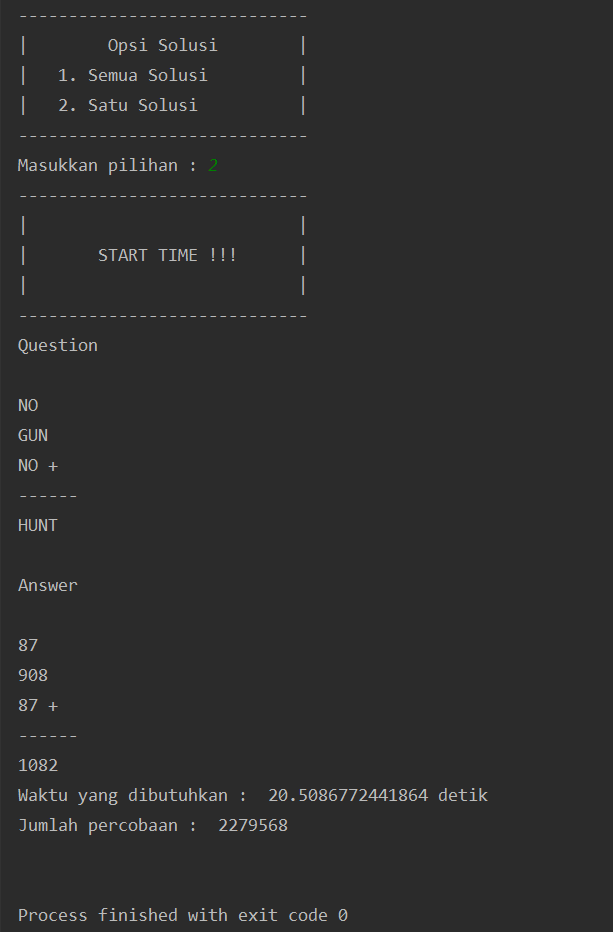 -----------------------------
|        Opsi Solusi        |
|   1. Semua Solusi         |
|   2. Satu Solusi          |
-----------------------------
Masukkan pilihan : 2
-----------------------------
|                           |
|       START TIME !!!      |
|                           |
-----------------------------
Question

NO
GUN
NO +
------
HUNT

Answer

87
908
87 +
------
1082
Waktu yang dibutuhkan :  20.5086772441864 detik
Jumlah percobaan :  2279568


Process finished with exit code 0